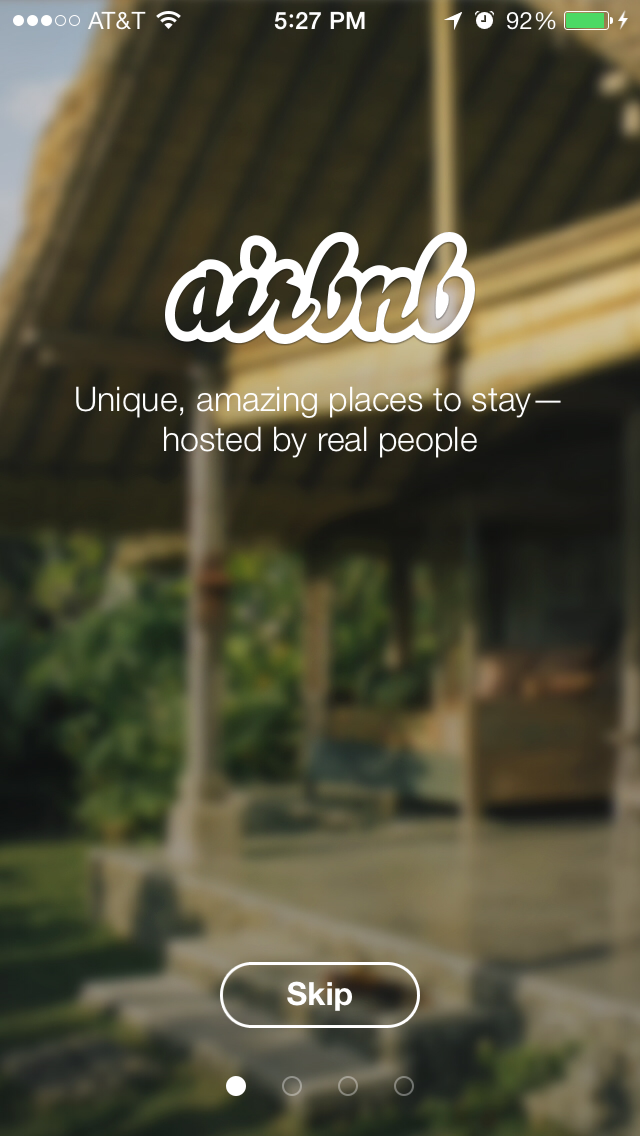 AT&T 5:27 PM 92%
airbnb
Unique, amazing places to stay—
hosted by real people
Skip